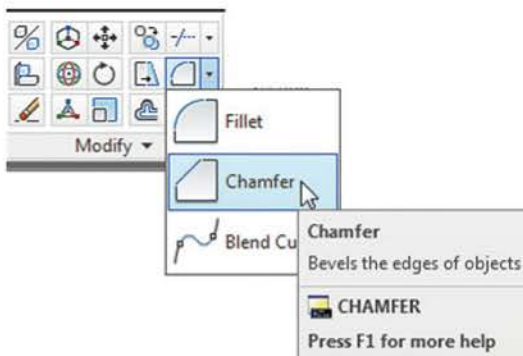 Modify
Fillet
Chamfer
Blend Cu
Chamfer
Bevels the edges of objects
CHAMFER
Press F1 for more help